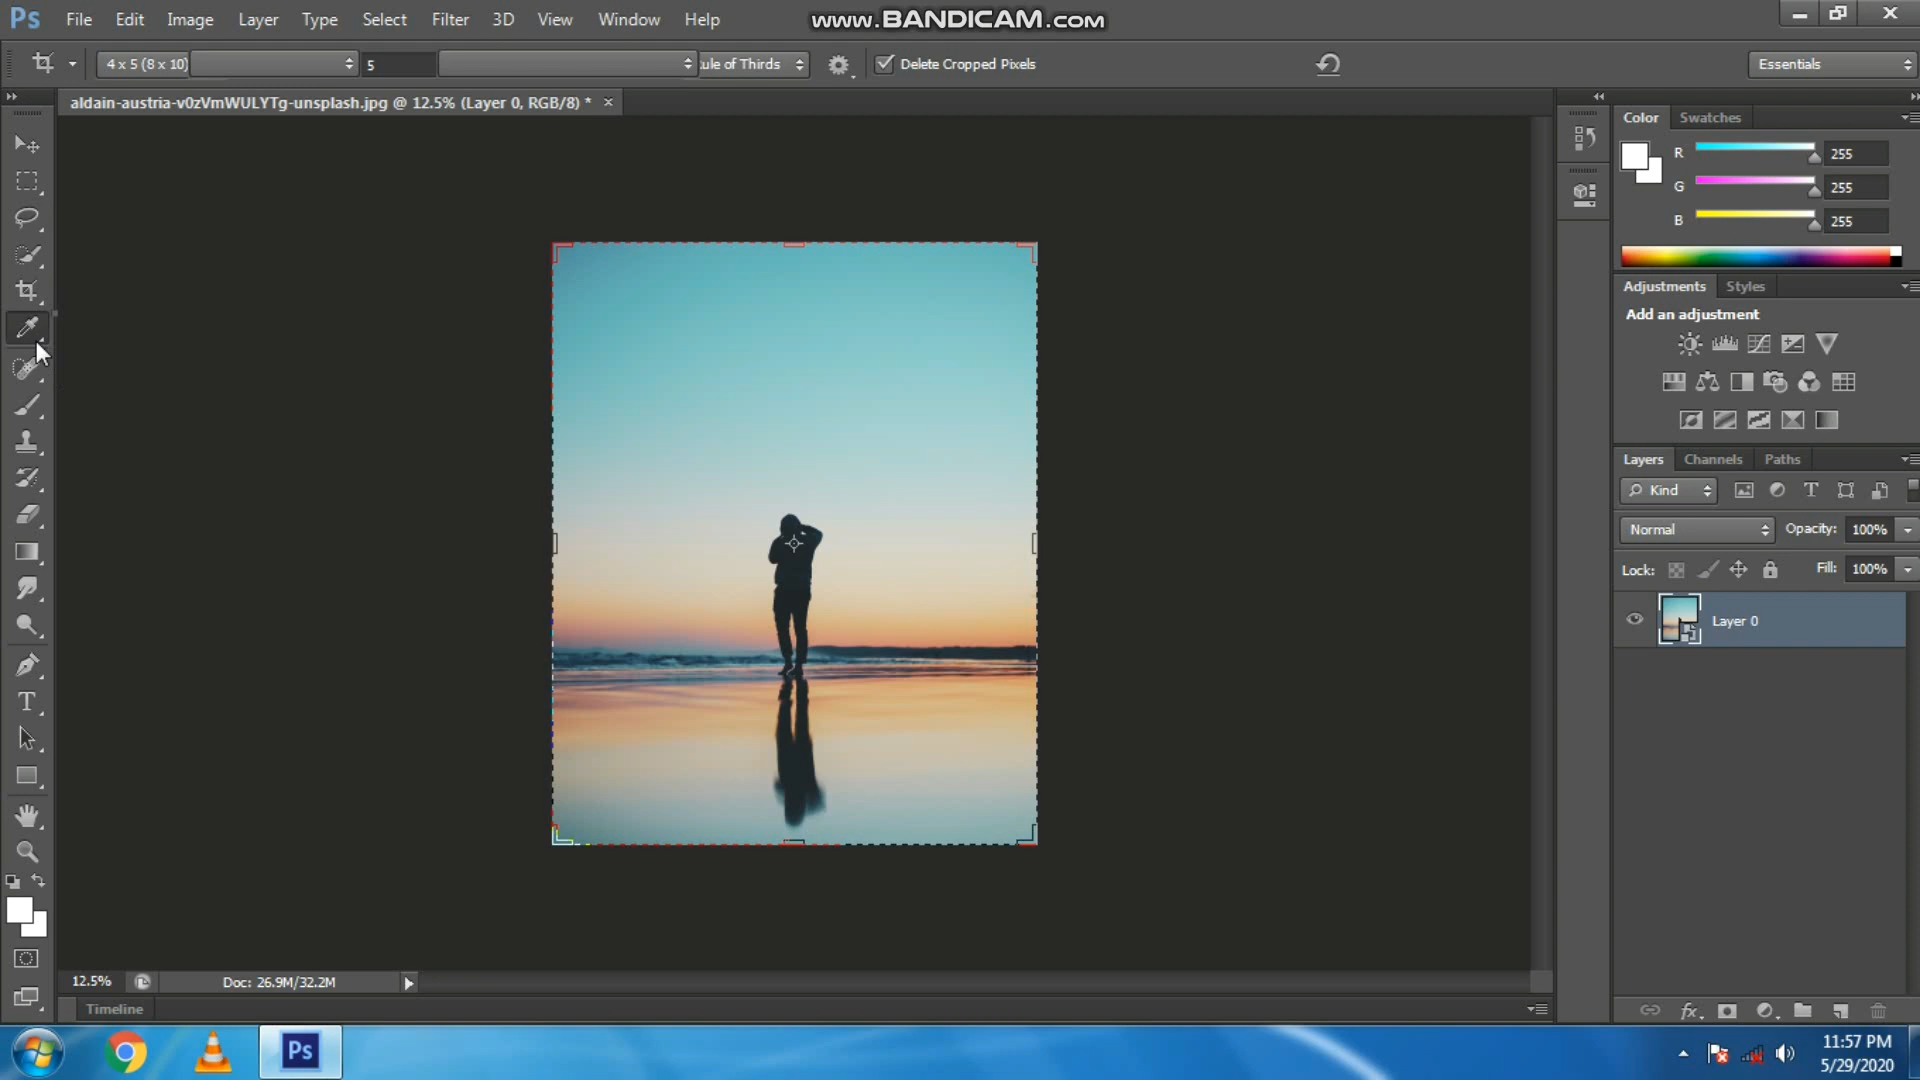 Ps File Edit Image Layer Type Select Filter 3D View Window Help
www.BANDICAM.com
4 x 5 (8 x 10) 5 ule of Thirds Delete Cropped Pixels Essentials
aldain-austria-v0zVmWULYTg-unsplash.jpg @ 12.5% (Layer 0, RGB/8) * ×
Color Swatches
R 255
G 255
B 255
Adjustments Styles
Add an adjustment
Layers Channels Paths
Kind
Normal Opacity: 100%
Lock: Fill: 100%
Layer 0
T
12.5% Doc: 26.9M/32.2M
Timeline
fx
Ps
11:57 PM
5/29/2020